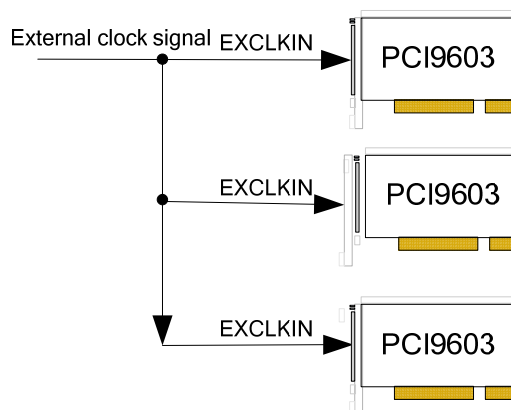 External clock signal
EXCLKIN
PCI9603
EXCLKIN
PCI9603
EXCLKIN
PCI9603